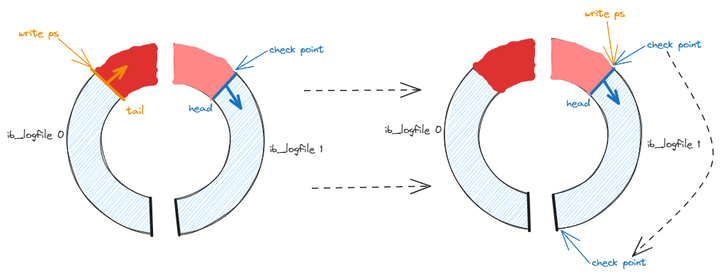 write ps
check point
tail
head
ib_logfile 0
ib_logfile 1
write ps
check point
head
ib_logfile 0
ib_logfile 1
check point